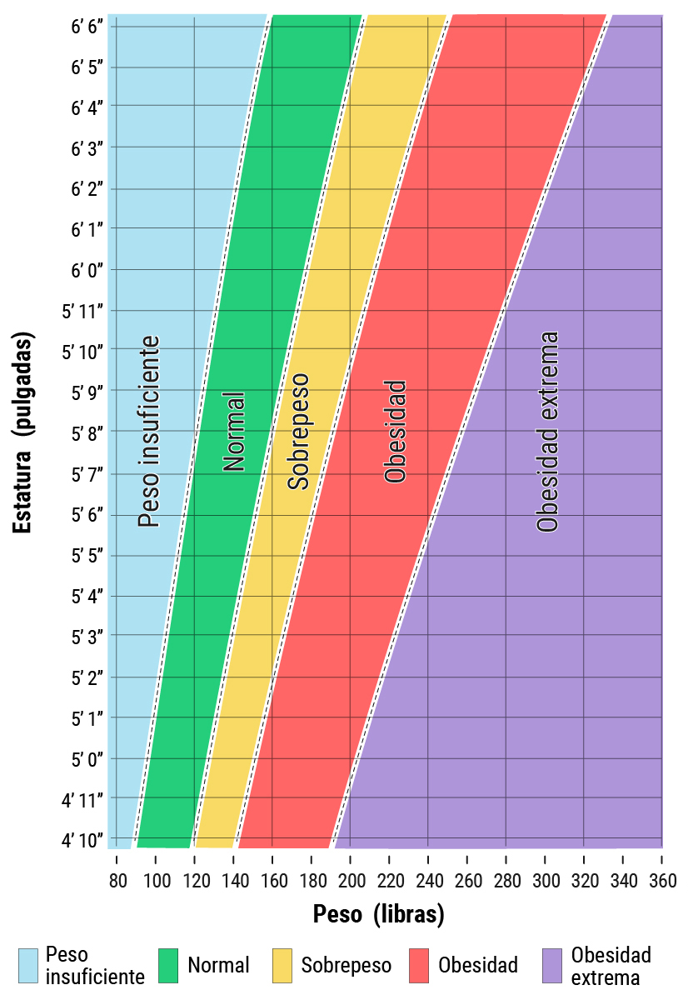 6’ 6”
6’ 5”
6’ 4”
6’ 3”
6’ 2”
6’ 1”
6’ 0”
5’ 11”
5’ 10”
5’ 9”
5’ 8”
5’ 7”
5’ 6”
5’ 5”
5’ 4”
5’ 3”
5’ 2”
5’ 1”
5’ 0”
4’ 11”
4’ 10”
Estatura (pulgadas)
Peso insuficiente
Normal
Sobrepeso
Obesidad
Obesidad extrema
80 100 120 140 160 180 200 220 240 260 280 300 320 340 360
Peso (libras)
Peso
insuficiente
Normal
Sobrepeso
Obesidad
Obesidad
extrema